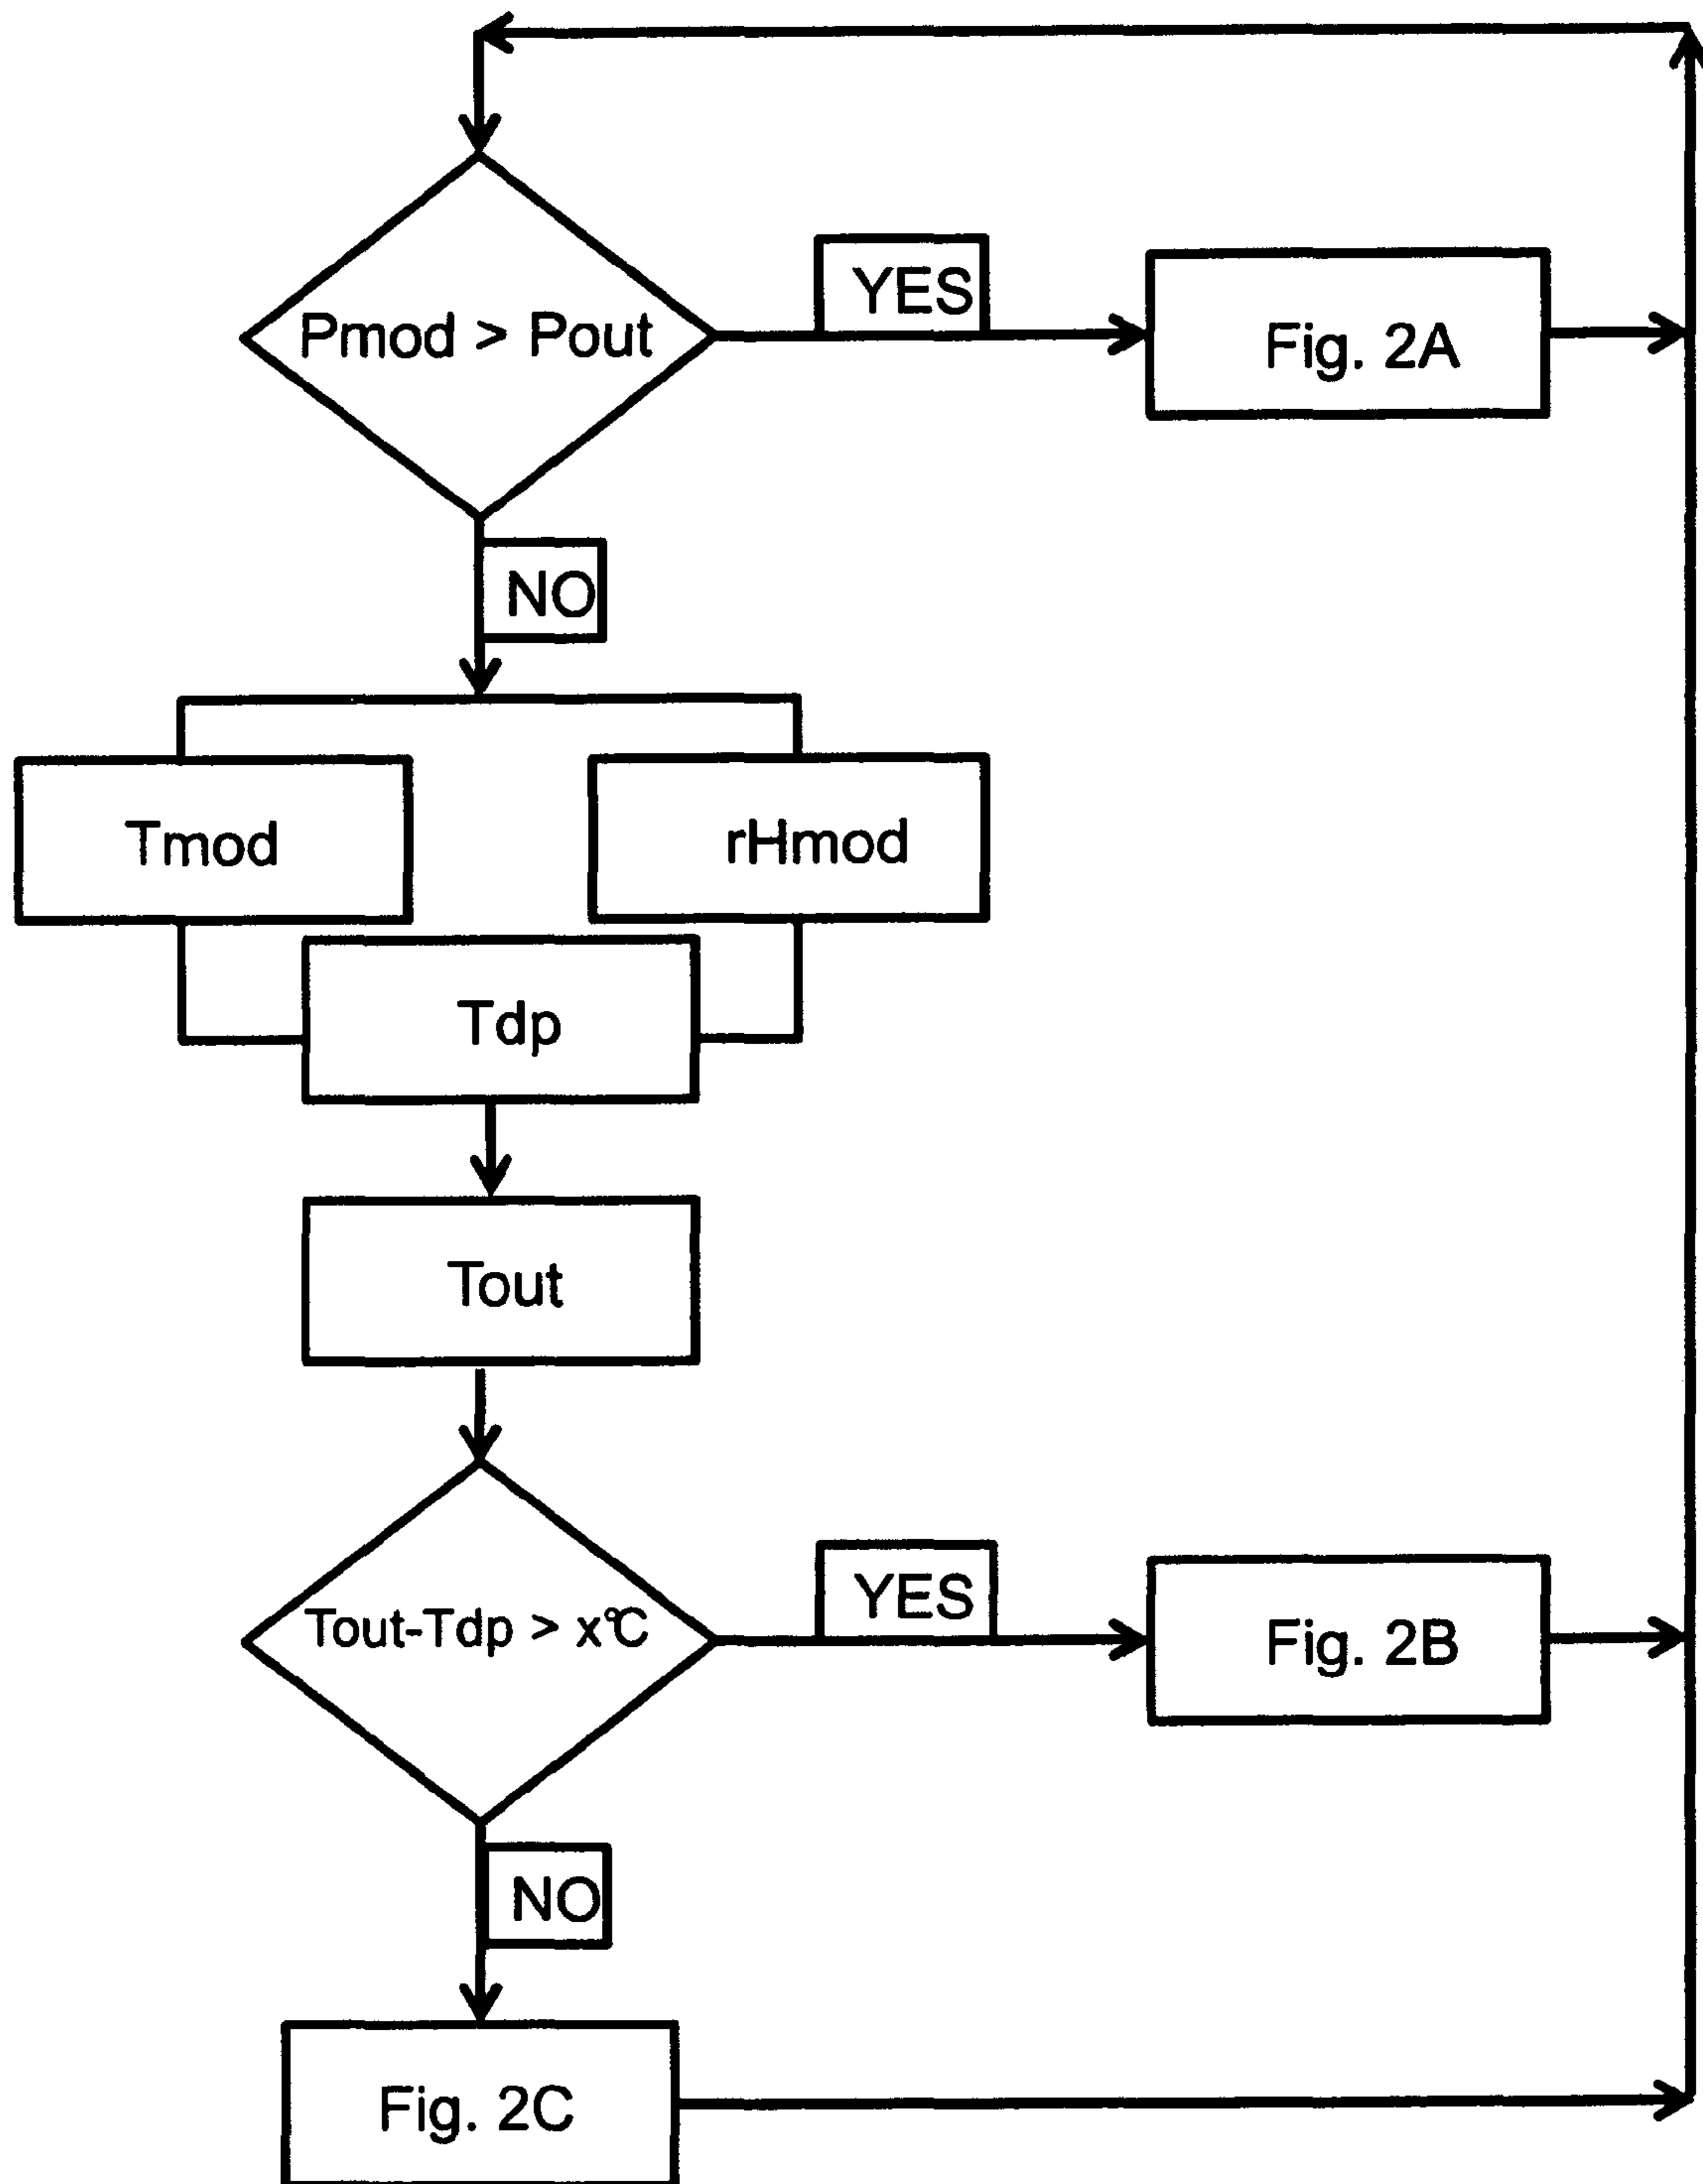 Pmod > Pout
YES
Fig. 2A
NO
Tmod
rHmod
Tdp
Tout
Tout-Tdp > x℃
YES
Fig. 2B
NO
Fig. 2C